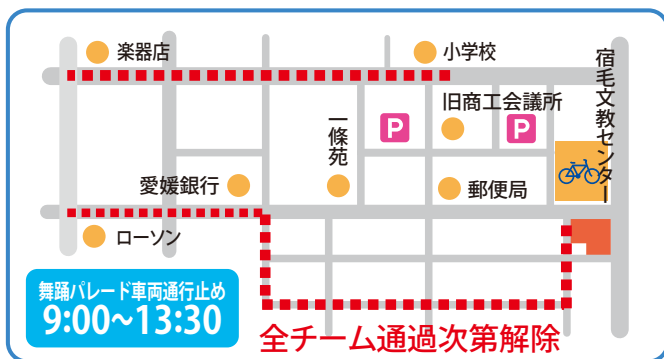 楽器店
小学校
宿毛文教センター
旧商工会議所
P
P
一條苑
愛媛銀行
郵便局
ローソン
舞踊パレード車両通行止め
9:00~13:30
全チーム通過次第解除